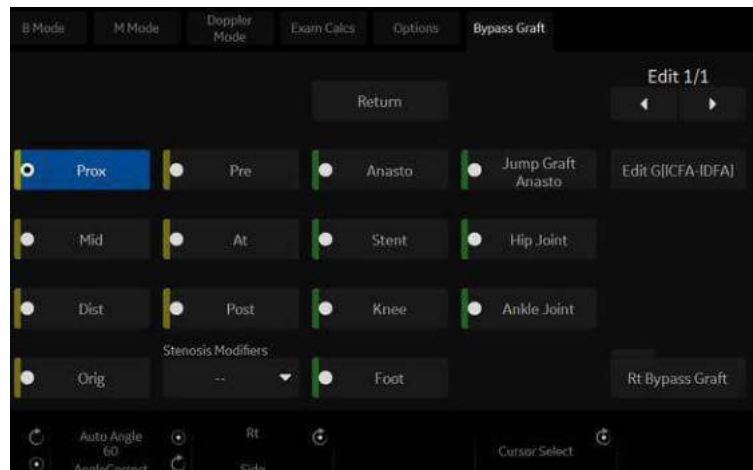 B Mode M Mode Doppler Mode Exam Calcs Options Bypass Graft
Edit 1/1
Return
Prox Pre Anasto Jump Graft Anasto Edit G[lCFA-lDFA]
Mid At Stent Hip Joint
Dist Post Knee Ankle Joint
Stenosis Modifiers
Orig -- Foot Rt Bypass Graft
Auto Angle Rt
60 Cursor Select
AngleCorrect Side